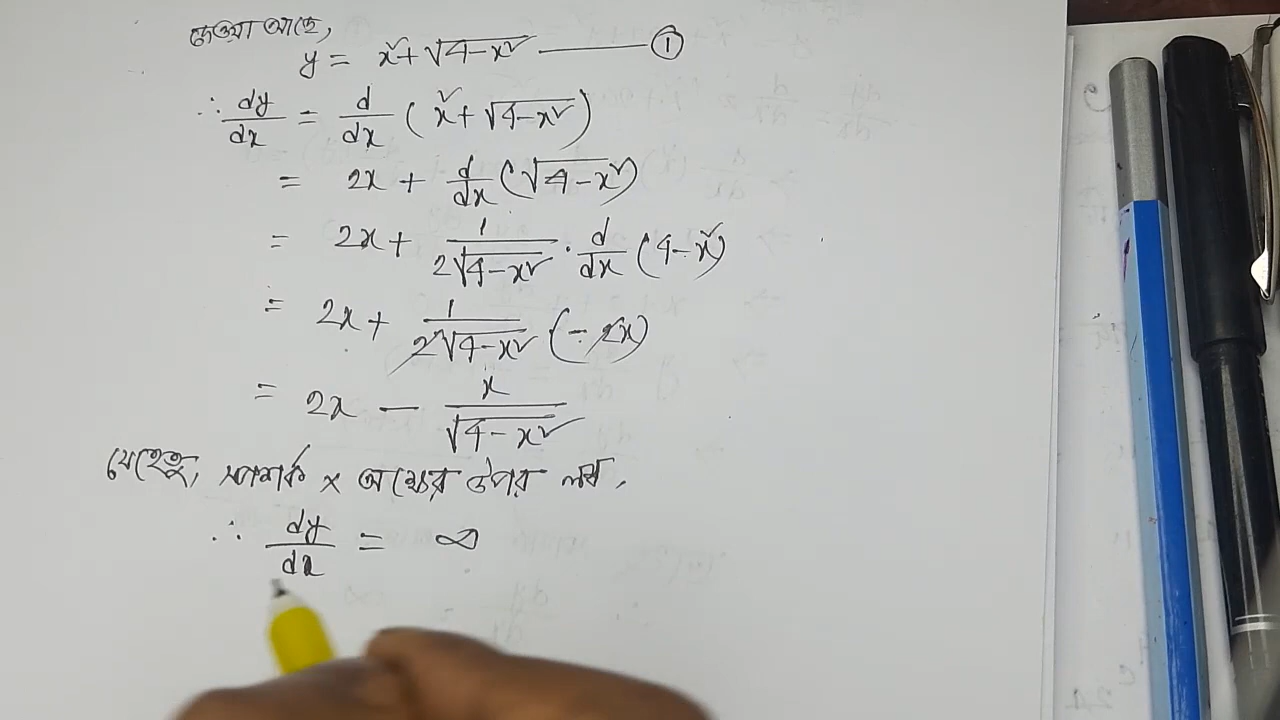 দেওয়া আছে,
y = x² + √4-x² ——— ①
∴ dy/dx = d/dx (x² + √4-x²)
= 2x + d/dx (√4-x²)
= 2x + 1/2√4-x² · d/dx (4-x²)
= 2x + 1/2√4-x² (-2x)
= 2x - x/√4-x²
যেহেতু, স্পর্শক x অক্ষের উপর লম্ব,
∴ dy/dx = ∞